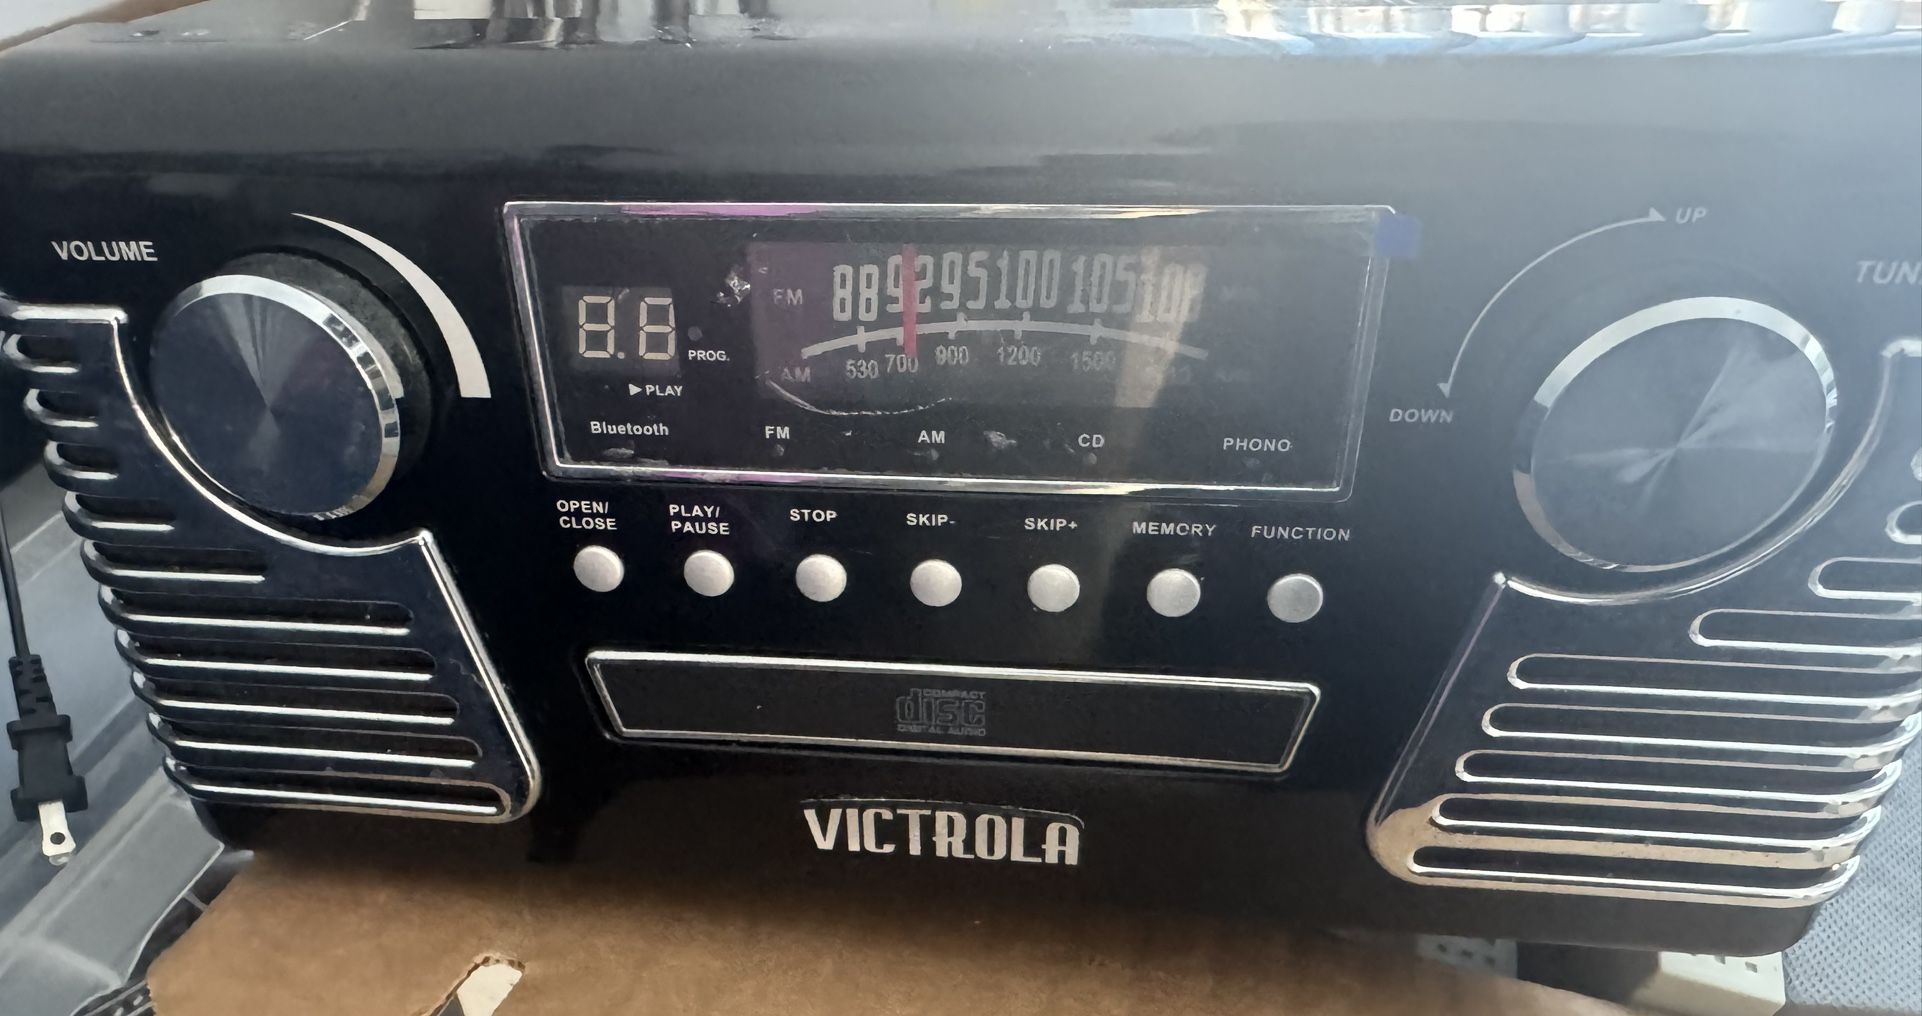 VOLUME
UP
TUN
DOWN
FM 88 92 95 100 105 108
AM 530 700 900 1200 1500
8.8.
PROG.
▶PLAY
Bluetooth FM AM CD PHONO
OPEN/
CLOSE
PLAY/
PAUSE
STOP
SKIP-
SKIP+
MEMORY
FUNCTION
COMPACT
disc
DIGITAL AUDIO
VICTROLA